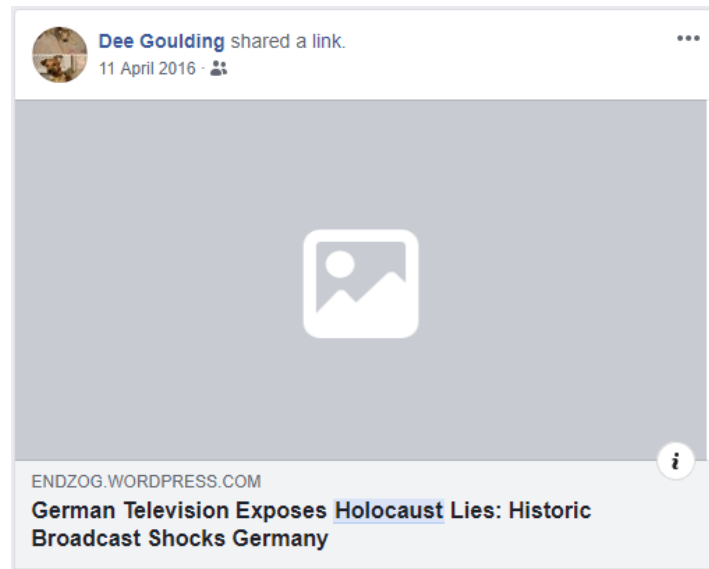 Dee Goulding shared a link.
11 April 2016 ·
ENDZOG.WORDPRESS.COM
German Television Exposes Holocaust Lies: Historic
Broadcast Shocks Germany